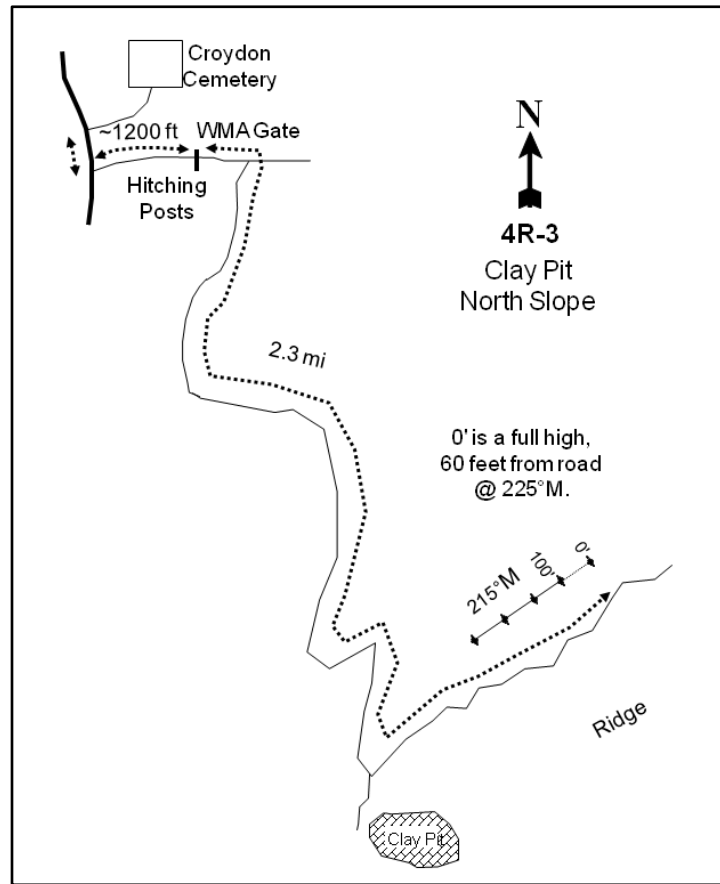 Croydon
Cemetery
~1200 ft
WMA Gate
Hitching
Posts
N
4R-3
Clay Pit
North Slope
2.3 mi
0' is a full high,
60 feet from road
@ 225°M.
215°M
100'
0'
Ridge
Clay Pit